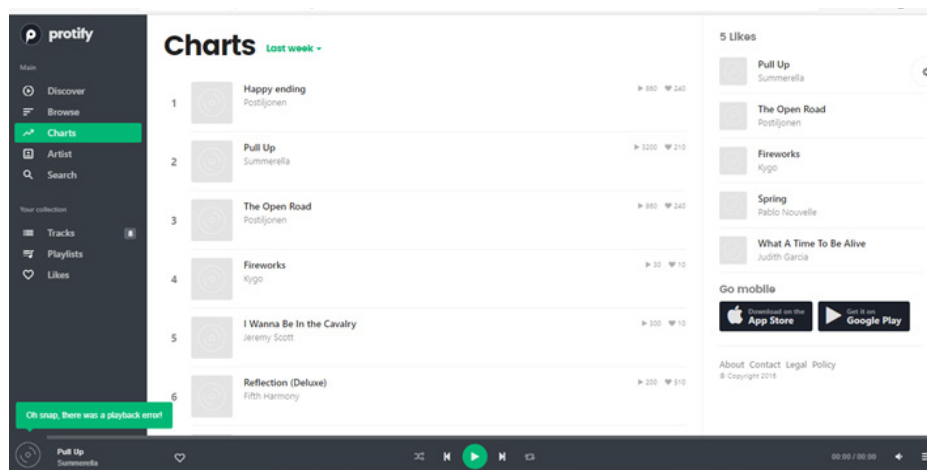 protify
Main
Discover
Browse
Charts
Artist
Search
Your collection
Tracks 8
Playlists
Likes
Charts Last week
1
Happy ending
Postiljonen
860 240
2
Pull Up
Summerella
3200 210
3
The Open Road
Postiljonen
860 240
4
Fireworks
Kygo
30 10
5
I Wanna Be In the Cavalry
Jeremy Scott
300 10
6
Reflection (Deluxe)
Fifth Harmony
200 510
5 Likes
Pull Up
Summerella
The Open Road
Postiljonen
Fireworks
Kygo
Spring
Pablo Nouvelle
What A Time To Be Alive
Judith Garcia
Go mobile
Download on the
App Store
Get it on
Google Play
About Contact Legal Policy
© Copyright 2016
Oh snap, there was a playback error!
Pull Up
Summerella
00:00 / 00:00